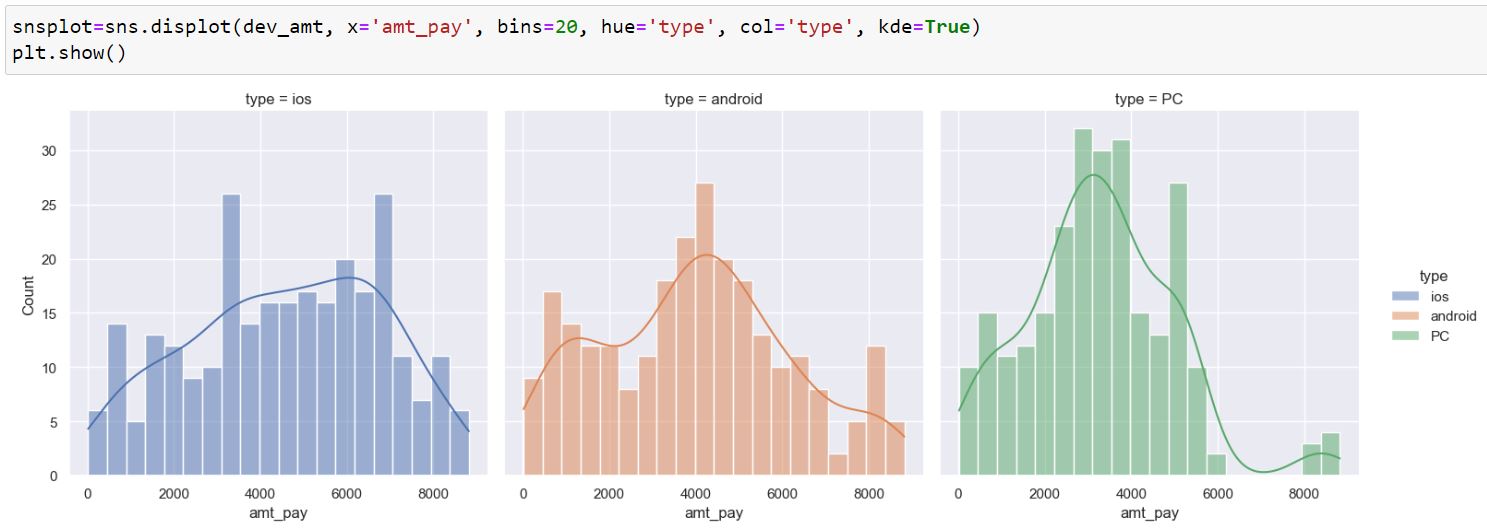 snsplot=sns.displot(dev_amt, x='amt_pay', bins=20, hue='type', col='type', kde=True)
plt.show()
type = ios
type = android
type = PC
30
25
20
15
10
5
0
Count
0 2000 4000 6000 8000
0 2000 4000 6000 8000
0 2000 4000 6000 8000
amt_pay
amt_pay
amt_pay
type
ios
android
PC